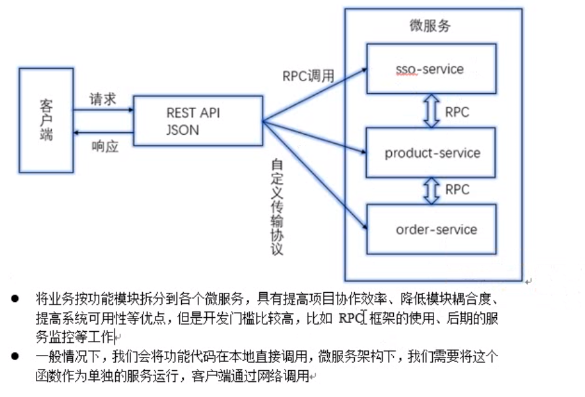 微服务
sso-service
RPC调用
客户端
请求
REST API
JSON
响应
RPC
product-service
自定义传输协议
RPC
order-service
将业务按功能模块拆分到各个微服务，具有提高项目协作效率、降低模块耦合度、
提高系统可用性等优点，但是开发门槛比较高，比如 RPC 框架的使用、后期的服
务监控等工作
一般情况下，我们会将功能代码在本地直接调用，微服务架构下，我们需要将这个
函数作为单独的服务运行，客户端通过网络调用